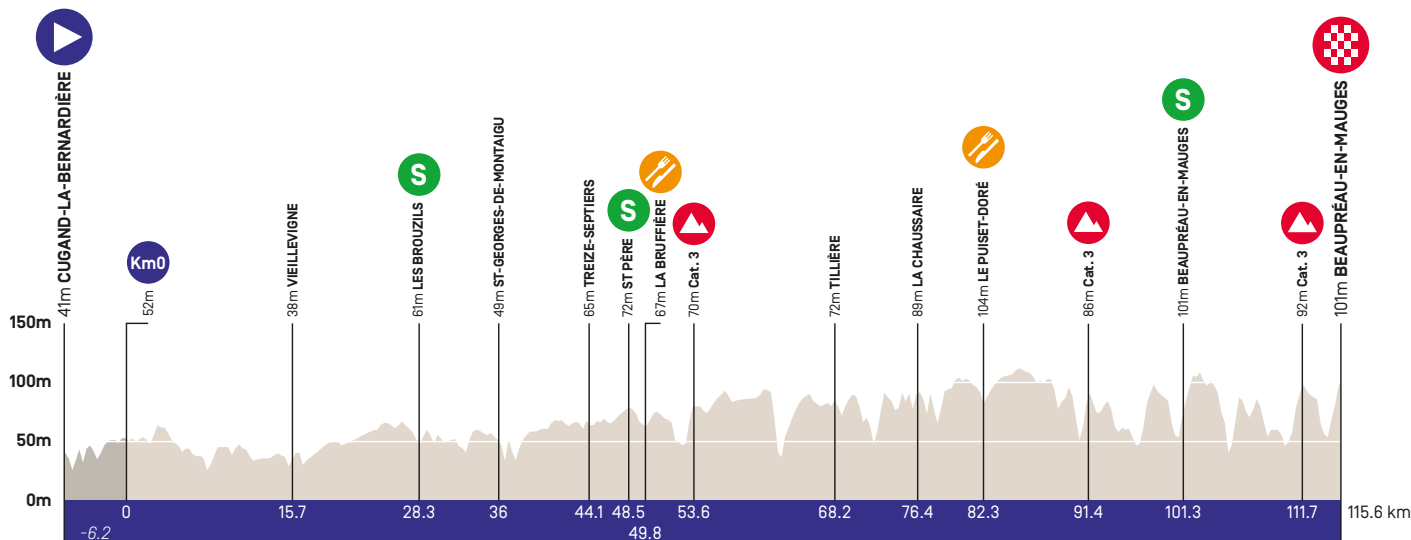 41m CUGAND-LA-BERNARDIÈRE
Km0
52m
38m VIEILLEVIGNE
S
61m LES BROUZILS
49m ST-GEORGES-DE-MONTAIGU
65m TREIZE-SEPTIERS
S
72m ST PÈRE
67m LA BRUFFIÈRE
70m Cat. 3
72m TILLIÈRE
89m LA CHAUSSAIRE
104m LE PUISET-DORÉ
86m Cat. 3
S
101m BEAUPRÉAU-EN-MAUGES
92m Cat. 3
101m BEAUPRÉAU-EN-MAUGES
150m
100m
50m
0m
-6.2
0
15.7
28.3
36
44.1
48.5
49.8
53.6
68.2
76.4
82.3
91.4
101.3
111.7
115.6 km